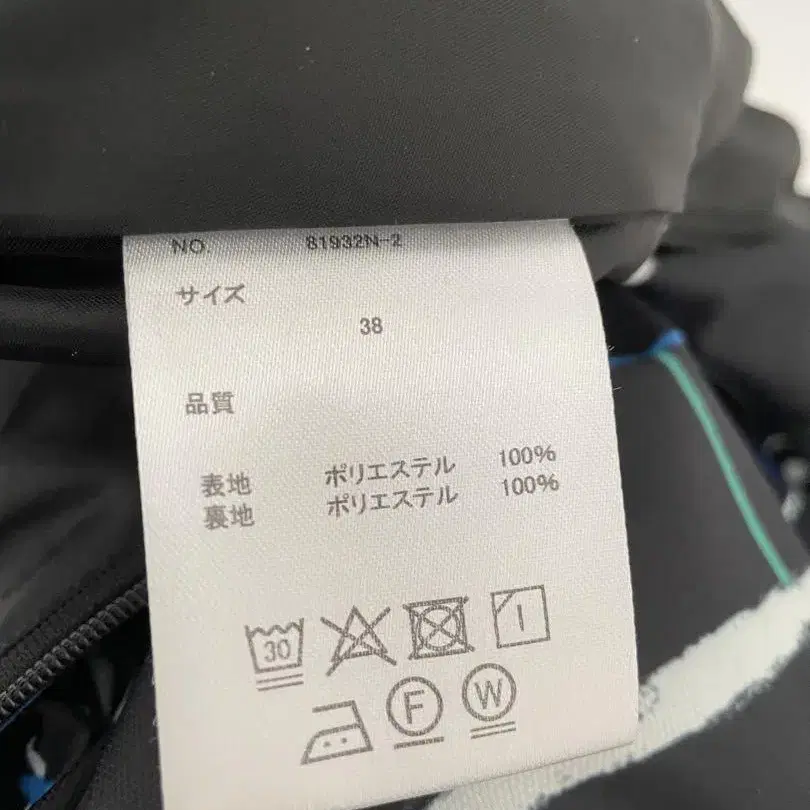 NO. 81932N-2
サイズ
38
品質
表地 ポリエステル 100%
裏地 ポリエステル 100%
30
F W